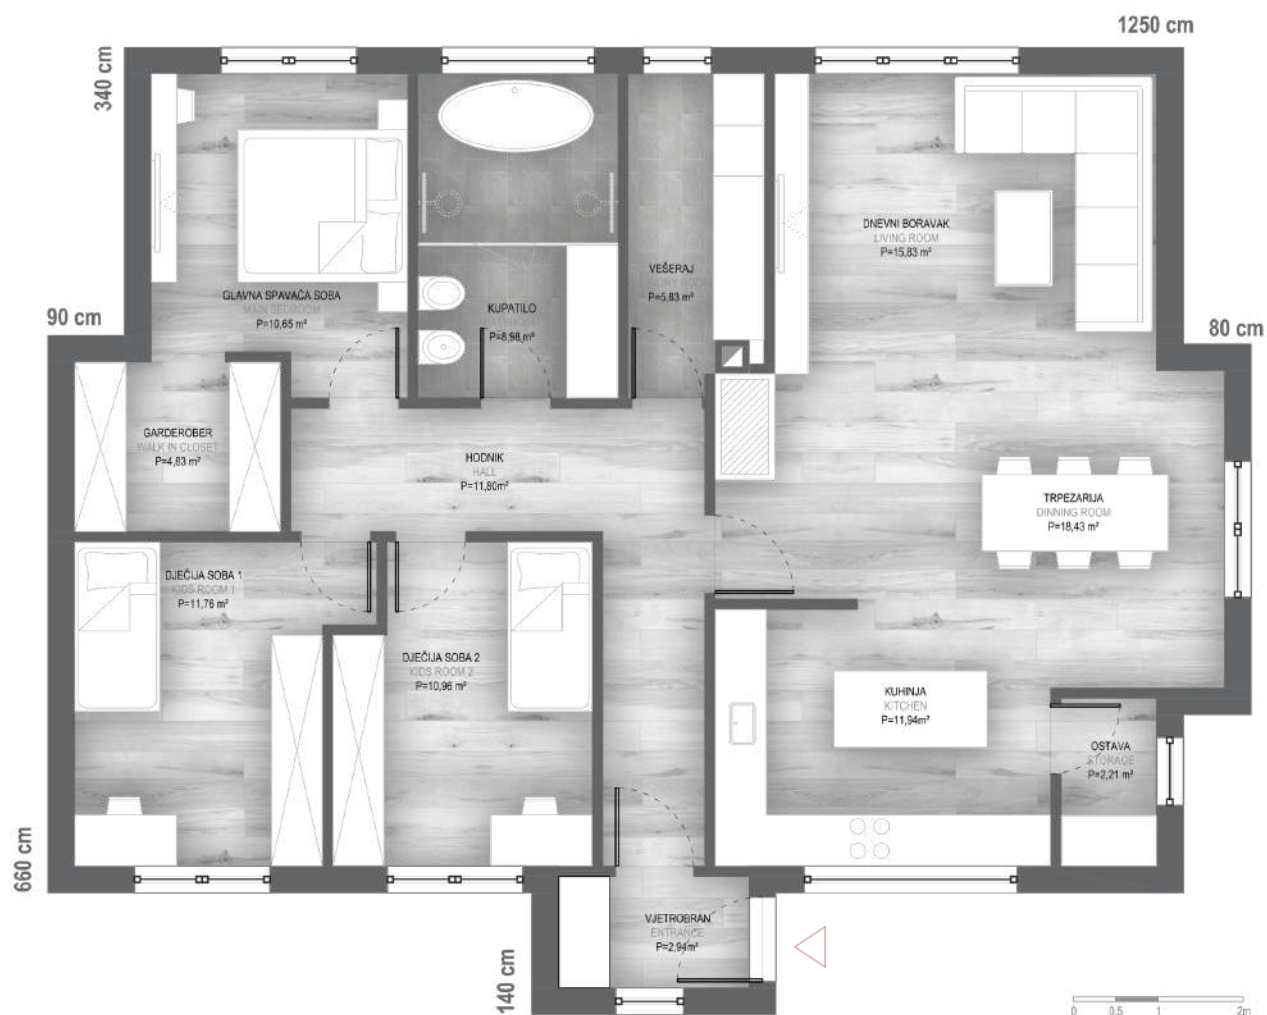 1250 cm
340 cm
DNEVNI BORAVAK
LIVING ROOM
P=15,83 m²
VEŠERAJ
P=5,83 m²
GLAVNA SPAVAĆA SOBA
MAIN BEDROOM
P=10,65 m²
KUPATILO
P=8,98 m²
90 cm
80 cm
GARDEROBER
WALK IN CLOSET
P=4,83 m²
HODNIK
HALL
P=11,80m²
TRPEZARIJA
DINNING ROOM
P=18,43 m²
DJEČIJA SOBA 1
KIDS ROOM 1
P=11,76 m²
DJEČIJA SOBA 2
KIDS ROOM 2
P=10,96 m²
KUHINJA
KITCHEN
P=11,94m²
OSTAVA
STORAGE
P=2,21 m²
660 cm
VJETROBRAN
ENTRANCE
P=2,94m²
140 cm
0 0.5 1 2m